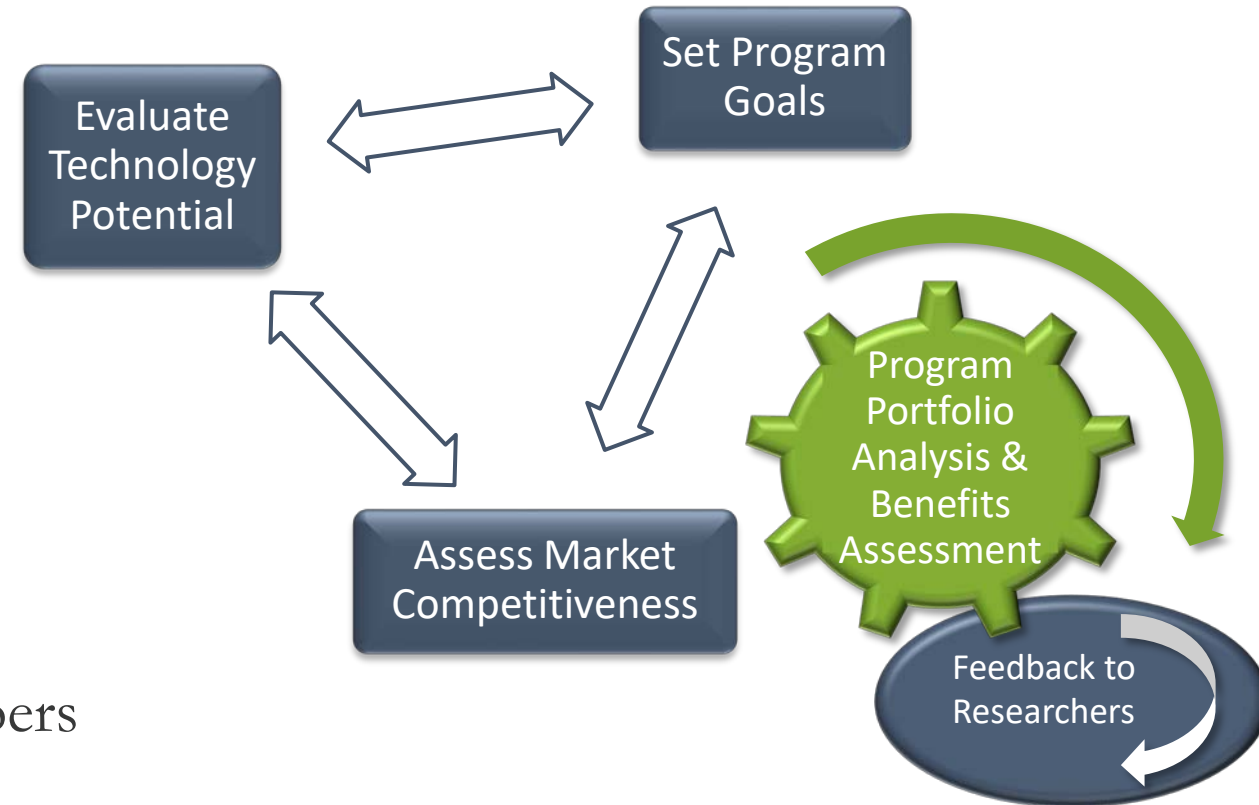 Set Program
Goals
Evaluate
Technology
Potential
Program
Portfolio
Analysis &
Benefits
Assessment
Assess Market
Competitiveness
Feedback to
Researchers